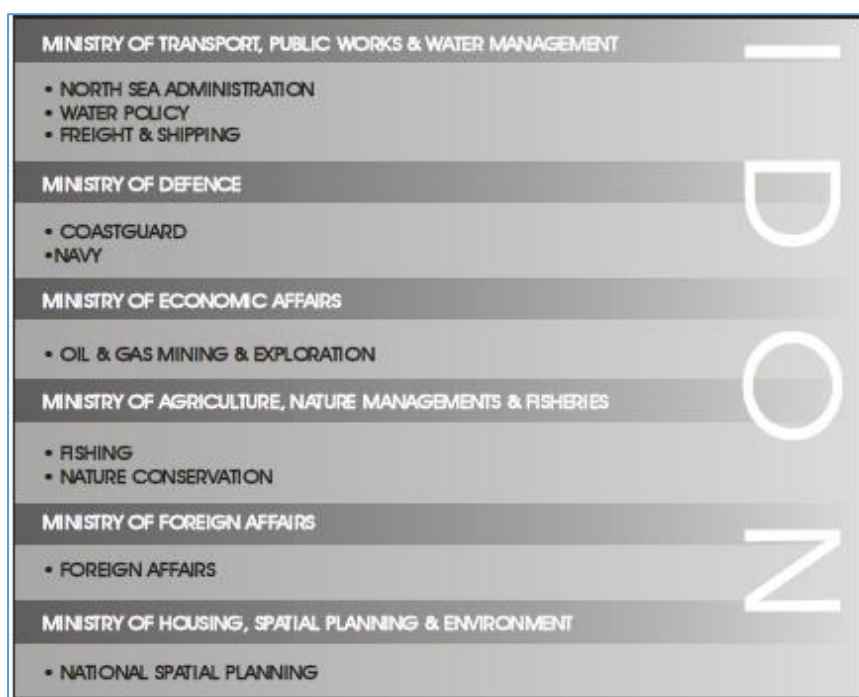 MINISTRY OF TRANSPORT, PUBLIC WORKS & WATER MANAGEMENT
• NORTH SEA ADMINISTRATION
• WATER POLICY
• FREIGHT & SHIPPING
MINISTRY OF DEFENCE
• COASTGUARD
•NAVY
MINISTRY OF ECONOMIC AFFAIRS
• OIL & GAS MINING & EXPLORATION
MINISTRY OF AGRICULTURE, NATURE MANAGEMENTS & FISHERIES
• FISHING
• NATURE CONSERVATION
MINISTRY OF FOREIGN AFFAIRS
• FOREIGN AFFAIRS
MINISTRY OF HOUSING, SPATIAL PLANNING & ENVIRONMENT
• NATIONAL SPATIAL PLANNING
IDON